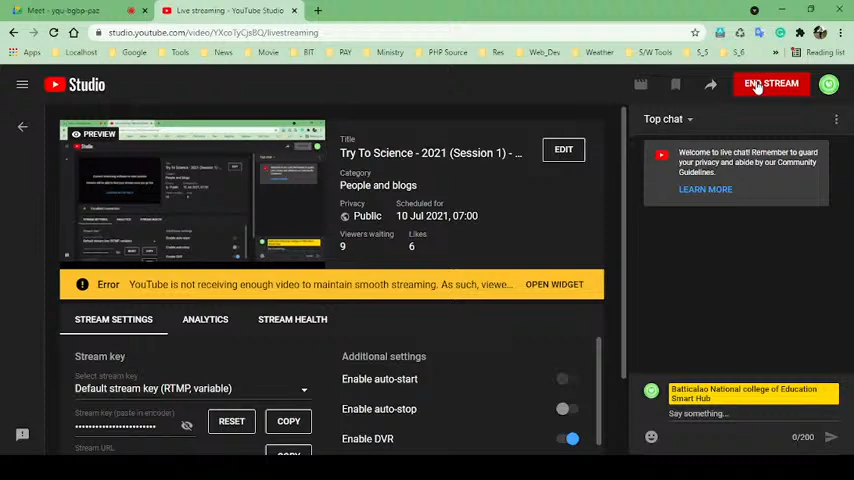 Meet - yqu-bgbp-paz
Live streaming - YouTube Studio
studio.youtube.com/video/YXcoTyCjsBQ/livestreaming
Apps Localhost Google Tools News Movie BIT PAY Ministry PHP Source Res Web_Dev Weather S/W Tools S_5 S_6 » Reading list
Studio
END STREAM
PREVIEW
Title
Try To Science - 2021 (Session 1) - ...
EDIT
Category
People and blogs
Privacy Scheduled for
Public 10 Jul 2021, 07:00
Viewers waiting Likes
9 6
Error YouTube is not receiving enough video to maintain smooth streaming. As such, viewe... OPEN WIDGET
STREAM SETTINGS ANALYTICS STREAM HEALTH
Stream key
Select stream key
Default stream key (RTMP, variable)
Stream key (paste in encoder)
RESET COPY
Stream URL
COPY
Additional settings
Enable auto-start
Enable auto-stop
Enable DVR
Top chat
Welcome to live chat! Remember to guard
your privacy and abide by our Community
Guidelines.
LEARN MORE
Batticalao National college of Education
Smart Hub
Say something...
0/200